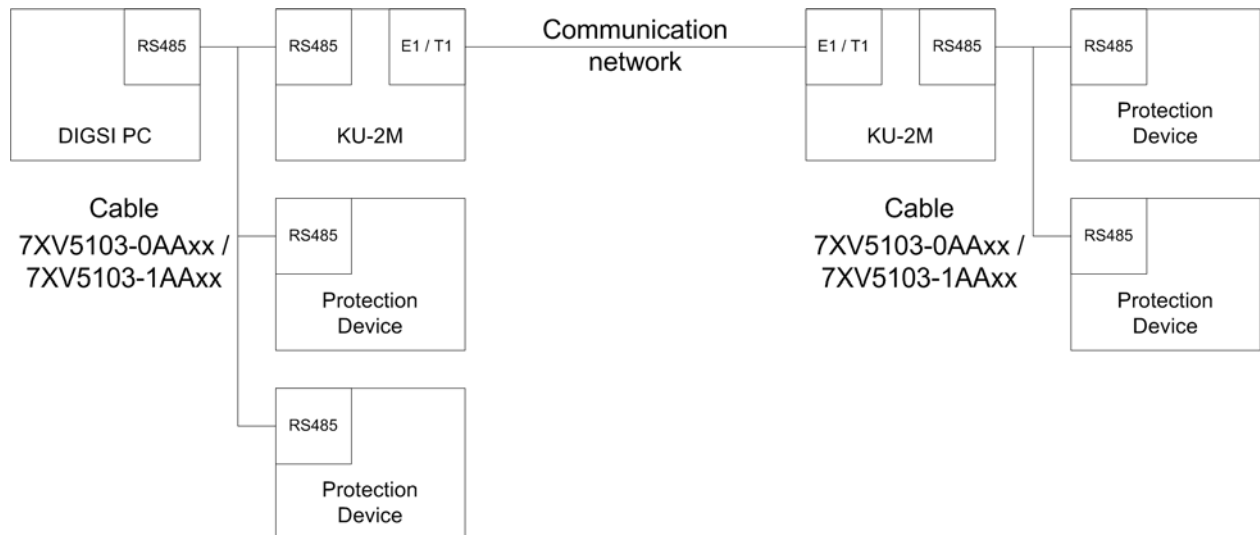 RS485
DIGSI PC
RS485
E1 / T1
KU-2M
Communication
network
E1 / T1
RS485
KU-2M
RS485
Protection
Device
Cable
7XV5103-0AAxx /
7XV5103-1AAxx
RS485
Protection
Device
Cable
7XV5103-0AAxx /
7XV5103-1AAxx
RS485
Protection
Device
RS485
Protection
Device